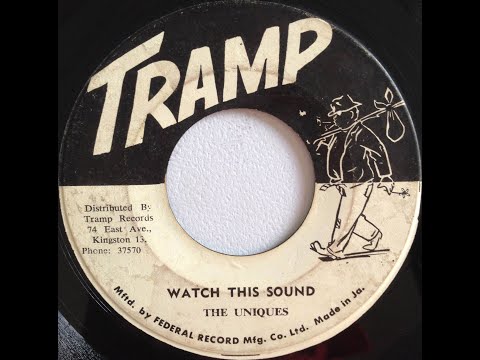 TRAMP
Distributed By
Tramp Records
74 East Ave.,
Kingston 13.
Phone: 37570
WATCH THIS SOUND
THE UNIQUES
Mftd. by FEDERAL RECORD Mfg. Co. Ltd. Made in Ja.